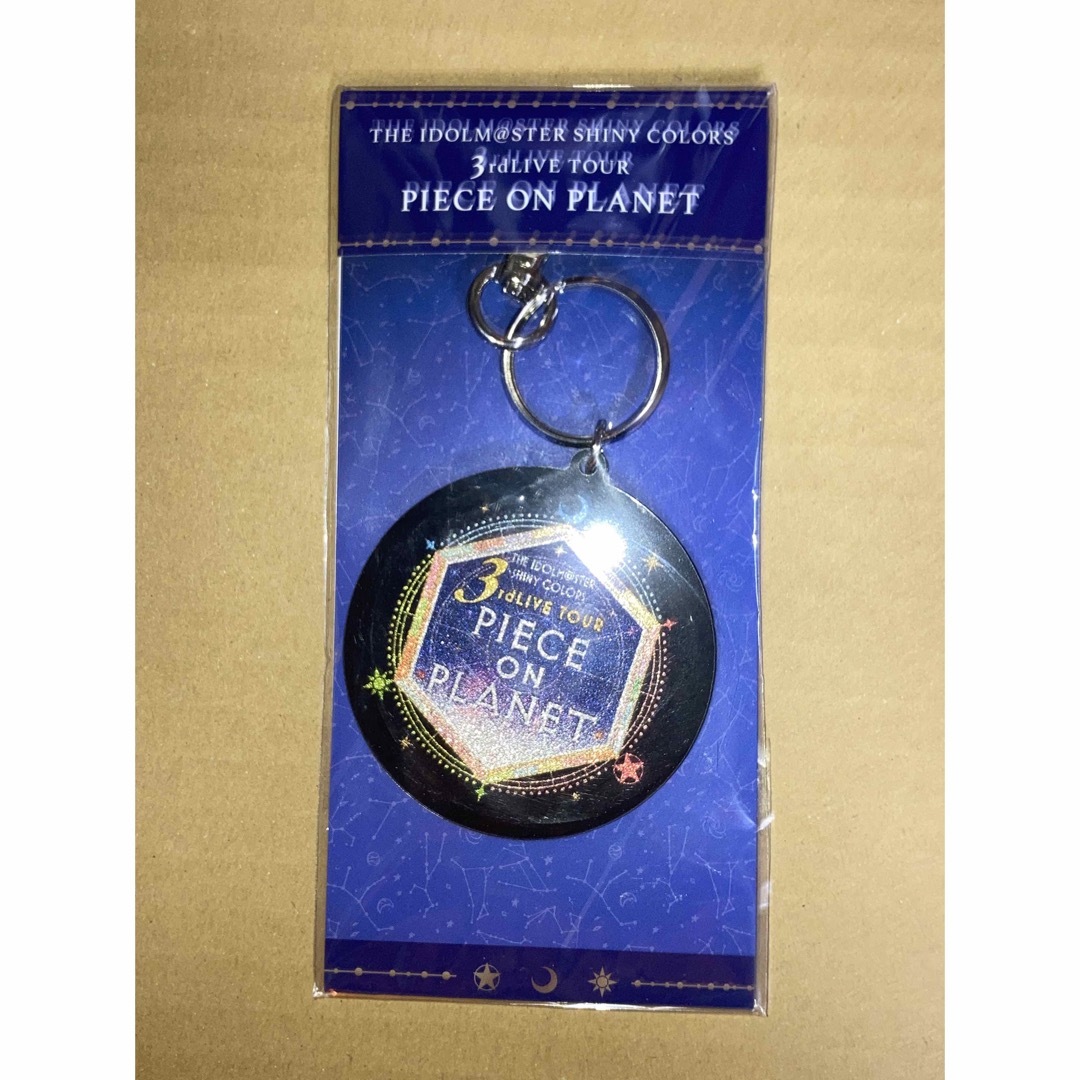 THE IDOLM@STER SHINY COLORS
3rdLIVE TOUR
PIECE ON PLANET
THE IDOLM@STER
SHINY COLORS
3rdLIVE TOUR
PIECE
ON
PLANET